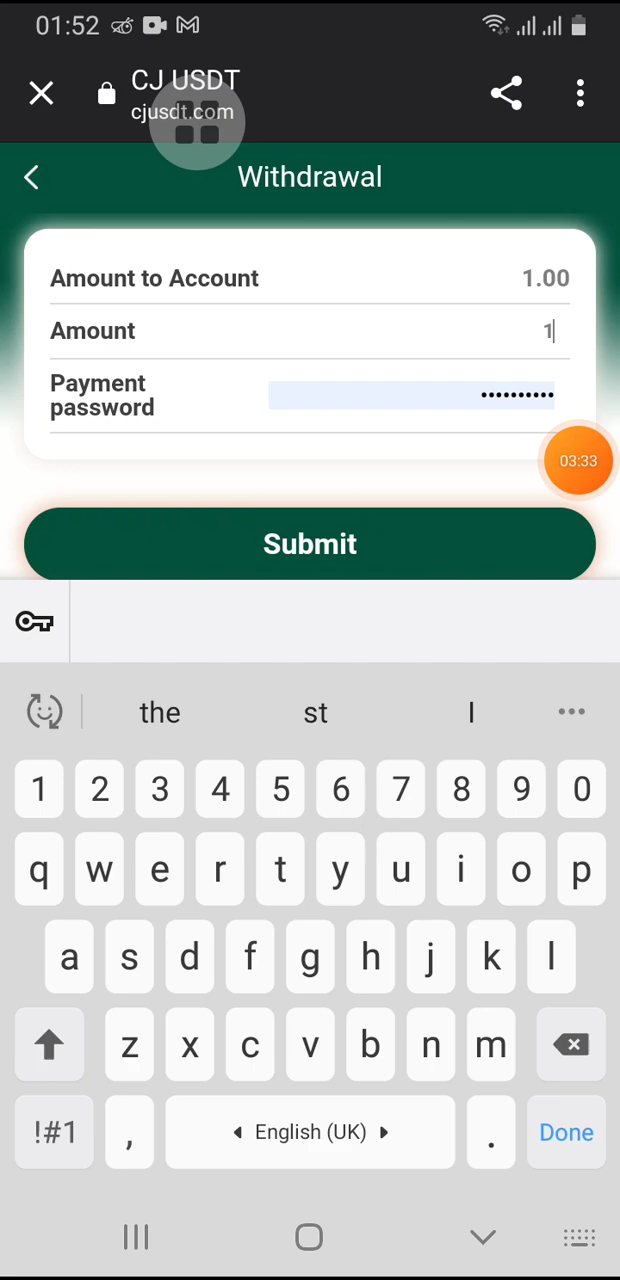 01:52
CJ USDT
cjusdt.com
Withdrawal
Amount to Account 1.00
Amount 1
Payment
password ••••••••••
03:33
Submit
the st I •••
1 2 3 4 5 6 7 8 9 0
q w e r t y u i o p
a s d f g h j k l
z x c v b n m
!#1 , English (UK) . Done